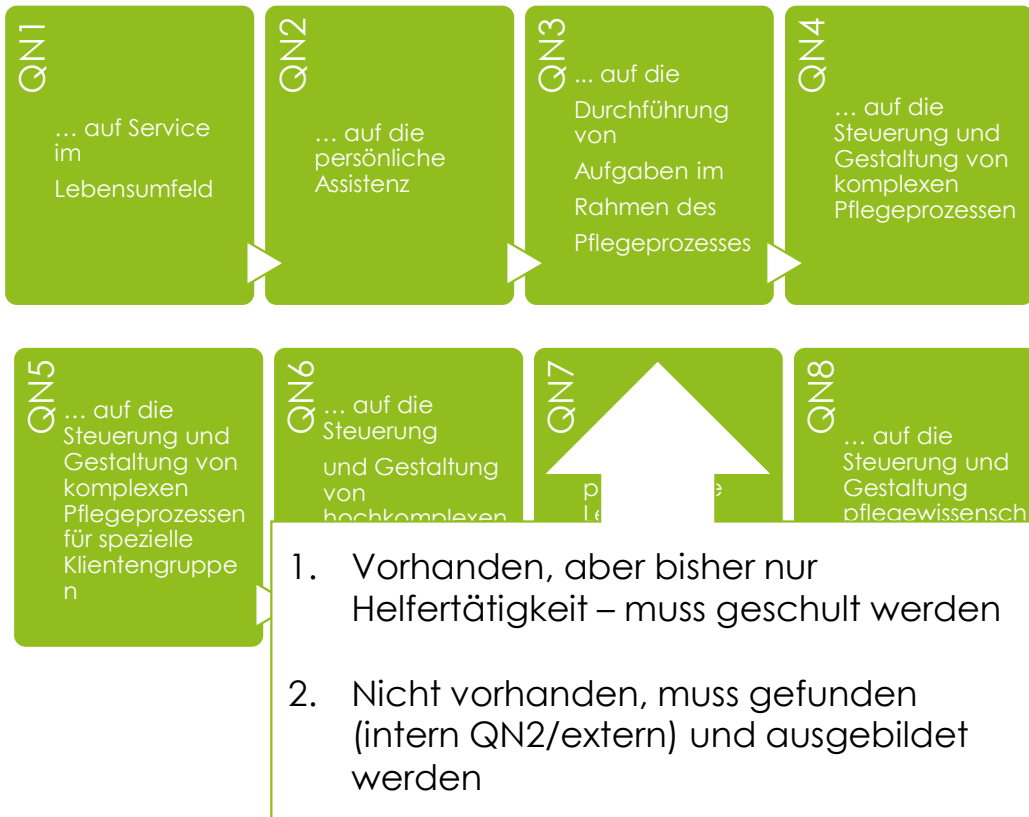 QN1
… auf Service
im
Lebensumfeld
QN2
… auf die
persönliche
Assistenz
QN3
... auf die
Durchführung
von
Aufgaben im
Rahmen des
Pflegeprozesses
QN4
… auf die
Steuerung und
Gestaltung von
komplexen
Pflegeprozessen
QN5
… auf die
Steuerung und
Gestaltung von
komplexen
Pflegeprozessen
für spezielle
Klientengruppe
n
QN6
… auf die
Steuerung
und Gestaltung
von
hochkomplexen
QN7
QN8
… auf die
Steuerung und
Gestaltung
pflegewissensch
1. Vorhanden, aber bisher nur
Helfertätigkeit – muss geschult werden
2. Nicht vorhanden, muss gefunden
(intern QN2/extern) und ausgebildet
werden